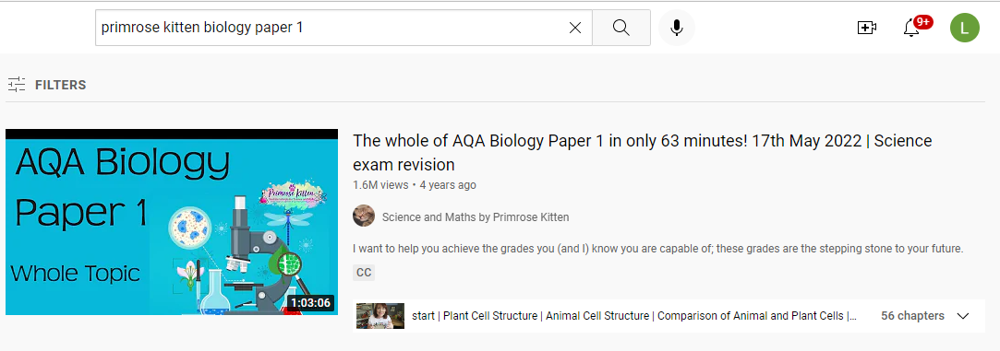 primrose kitten biology paper 1
9+
L
FILTERS
AQA Biology
Paper 1
Primrose Kitten
Whole Topic
1:03:06
The whole of AQA Biology Paper 1 in only 63 minutes! 17th May 2022 | Science
exam revision
1.6M views • 4 years ago
Science and Maths by Primrose Kitten
I want to help you achieve the grades you (and I) know you are capable of; these grades are the stepping stone to your future.
CC
start | Plant Cell Structure | Animal Cell Structure | Comparison of Animal and Plant Cells |...
56 chapters